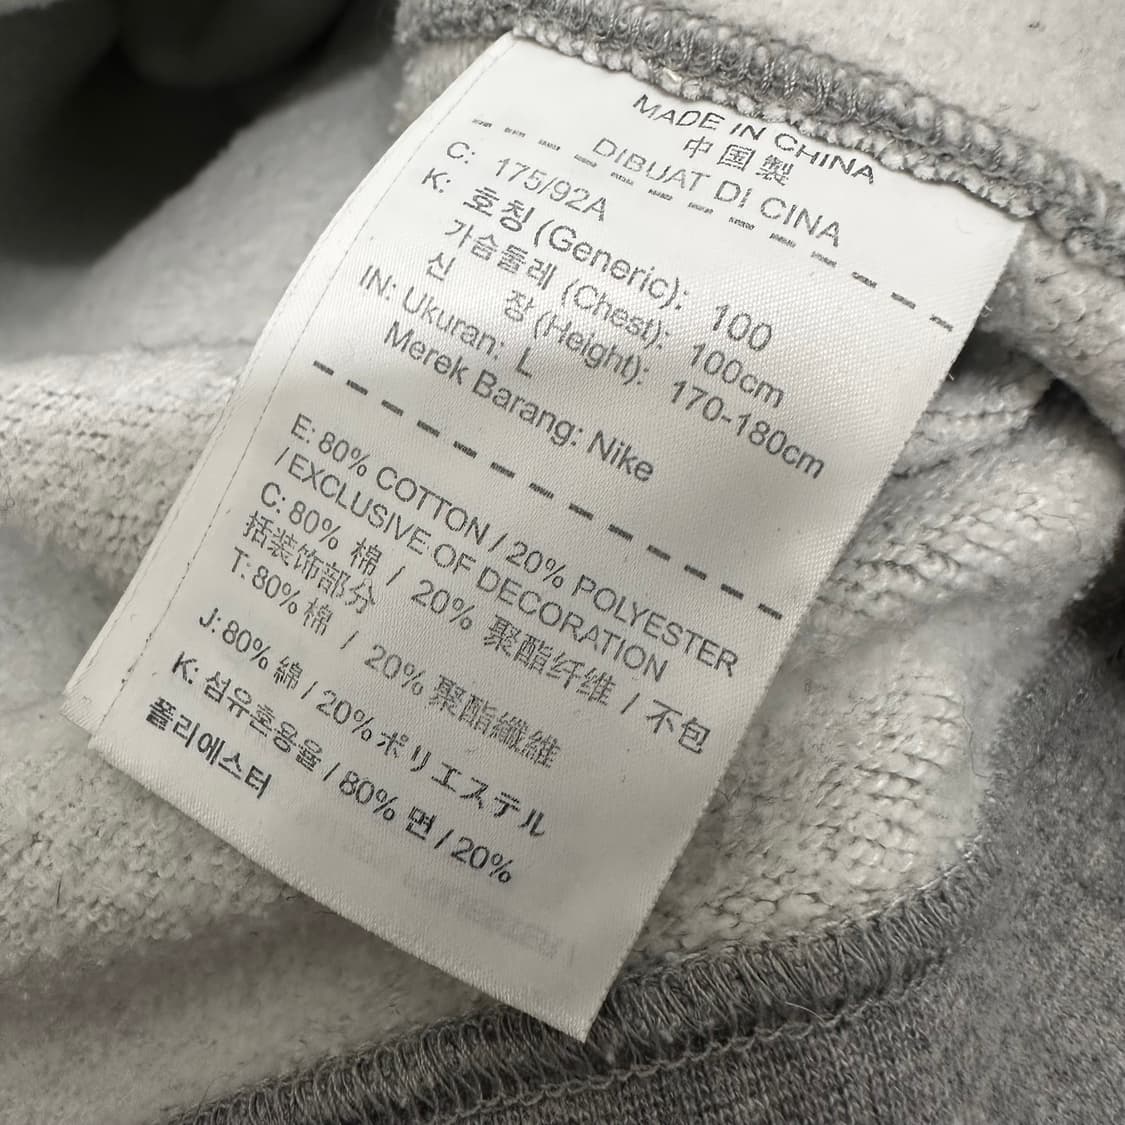 MADE IN CHINA
中国製
DIBUAT DI CINA
C: 175/92A
K: 호칭 (Generic): 100
가슴둘레 (Chest): 100cm
신 장 (Height): 170-180cm
IN: Ukuran: L
Merek Barang: Nike
E: 80% COTTON / 20% POLYESTER
/ EXCLUSIVE OF DECORATION
C: 80% 棉 / 20% 聚酯纤维 / 不包
括装饰部分
T: 80% 棉 / 20% 聚酯纖維
J: 80% 綿 / 20% ポリエステル
K: 섬유혼용율 / 80% 면 / 20%
폴리에스터